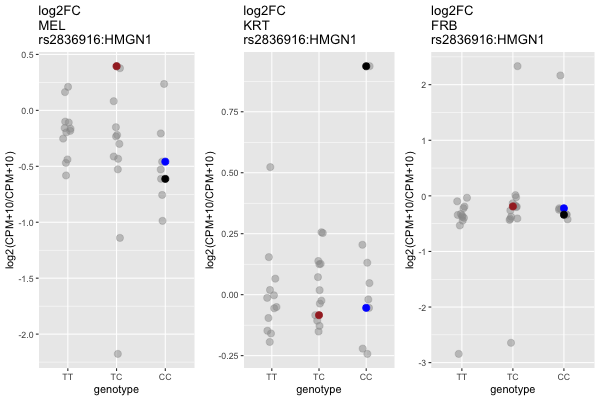 log2FC
MEL
rs2836916:HMGN1
log2(CPM+10/CPM+10)
0.5
0.0
-0.5
-1.0
-1.5
-2.0
TT TC CC
genotype
log2FC
KRT
rs2836916:HMGN1
log2(CPM+10/CPM+10)
0.75
0.50
0.25
0.00
-0.25
TT TC CC
genotype
log2FC
FRB
rs2836916:HMGN1
log2(CPM+10/CPM+10)
2
1
0
-1
-2
-3
TT TC CC
genotype